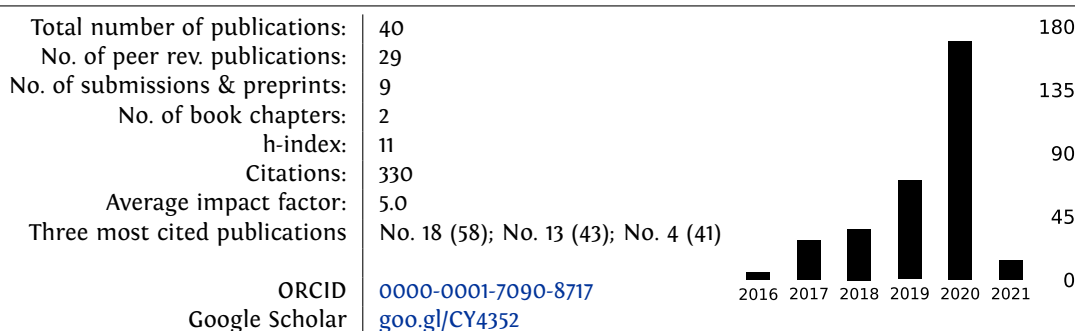 Total number of publications: 40
No. of peer rev. publications: 29
No. of submissions & preprints: 9
No. of book chapters: 2
h-index: 11
Citations: 330
Average impact factor: 5.0
Three most cited publications No. 18 (58); No. 13 (43); No. 4 (41)
ORCID 0000-0001-7090-8717
Google Scholar goo.gl/CY4352
180
135
90
45
0
2016 2017 2018 2019 2020 2021